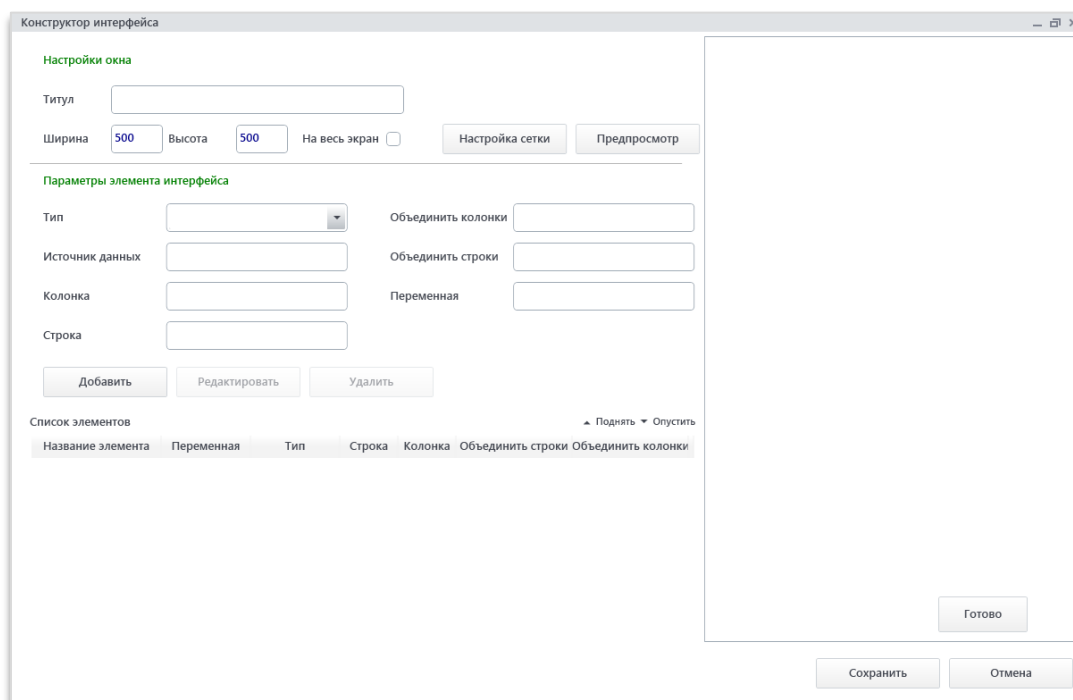 Конструктор интерфейса
Настройки окна
Титул
Ширина 500 Высота 500 На весь экран Настройка сетки Предпросмотр
Параметры элемента интерфейса
Тип Объединить колонки
Источник данных Объединить строки
Колонка Переменная
Строка
Добавить Редактировать Удалить
Список элементов Поднять Опустить
Название элемента Переменная Тип Строка Колонка Объединить строки Объединить колонки
Готово
Сохранить Отмена